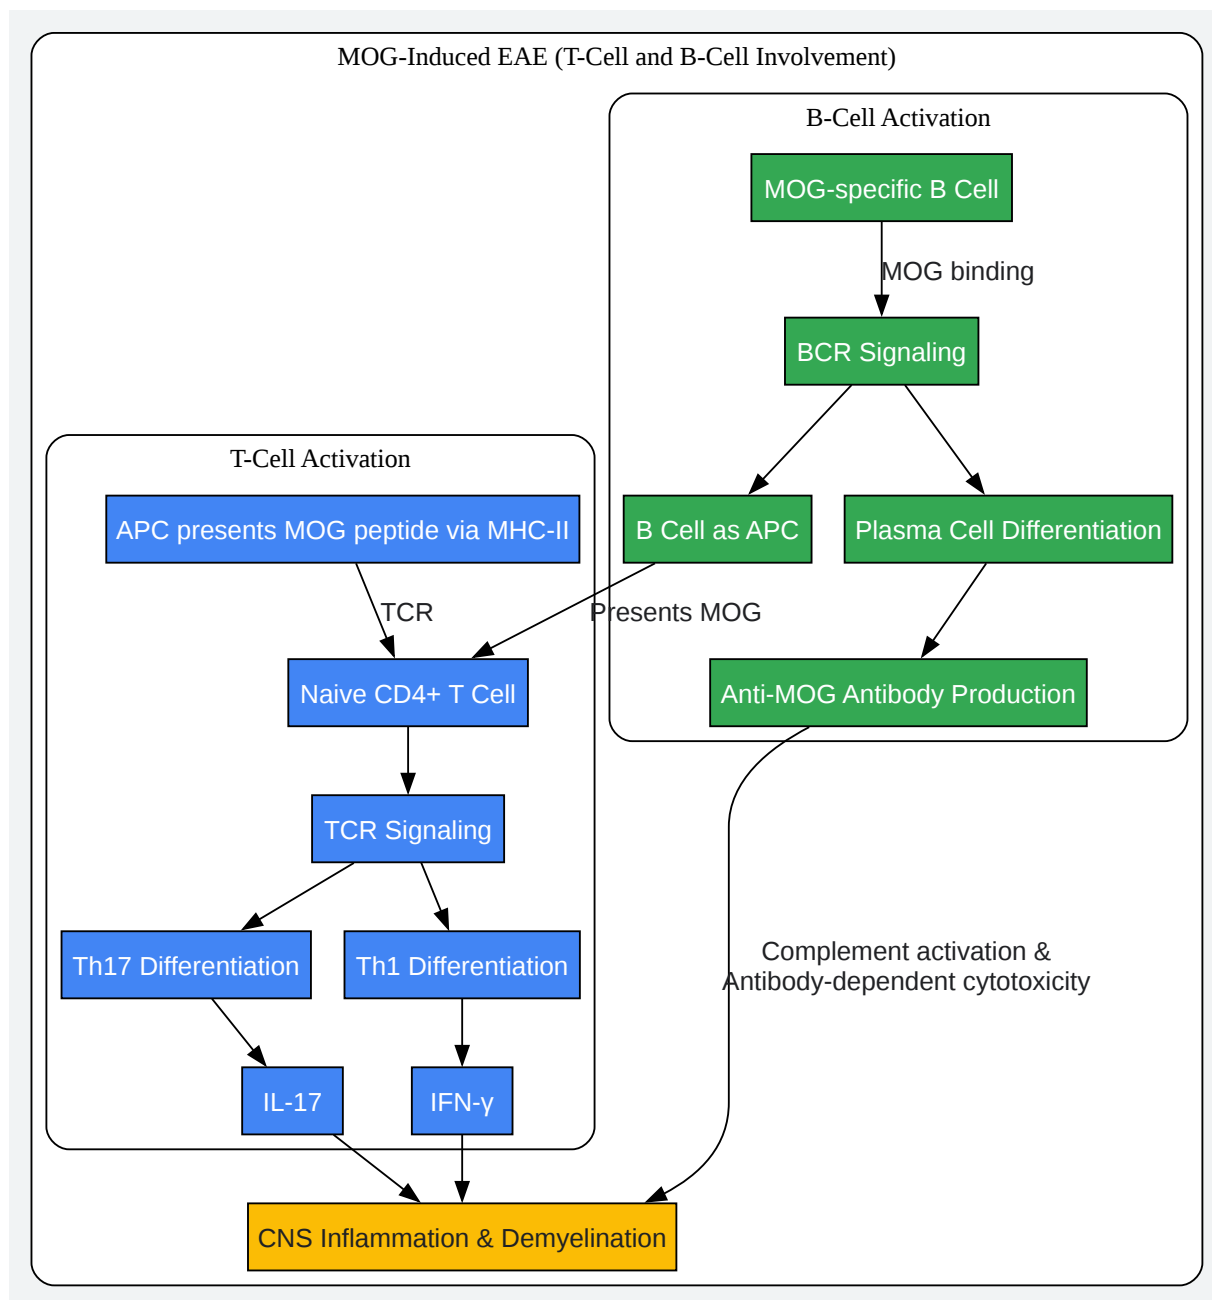 MOG-Induced EAE (T-Cell and B-Cell Involvement)
B-Cell Activation
MOG-specific B Cell
MOG binding
BCR Signaling
T-Cell Activation
APC presents MOG peptide via MHC-II
B Cell as APC
Plasma Cell Differentiation
TCR
Presents MOG
Naive CD4+ T Cell
Anti-MOG Antibody Production
TCR Signaling
Th17 Differentiation
Th1 Differentiation
Complement activation &
Antibody-dependent cytotoxicity
IL-17
IFN-γ
CNS Inflammation & Demyelination